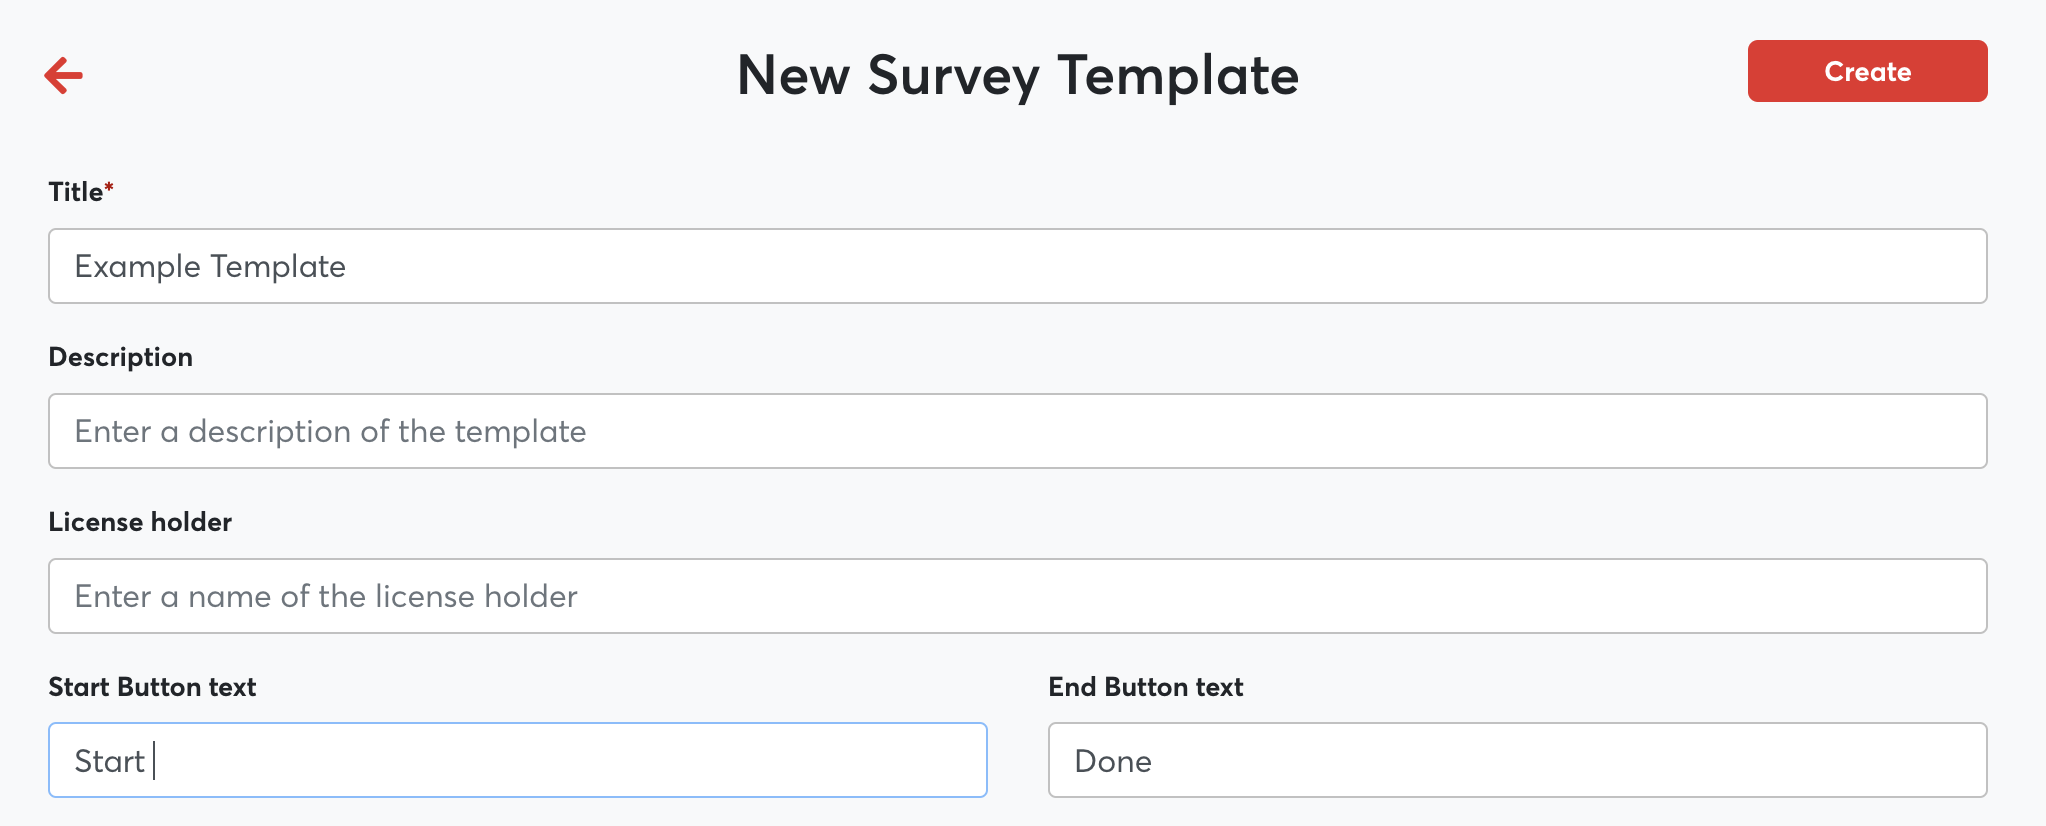 New Survey Template
Create
Title*
Example Template
Description
Enter a description of the template
License holder
Enter a name of the license holder
Start Button text
End Button text
Start
Done